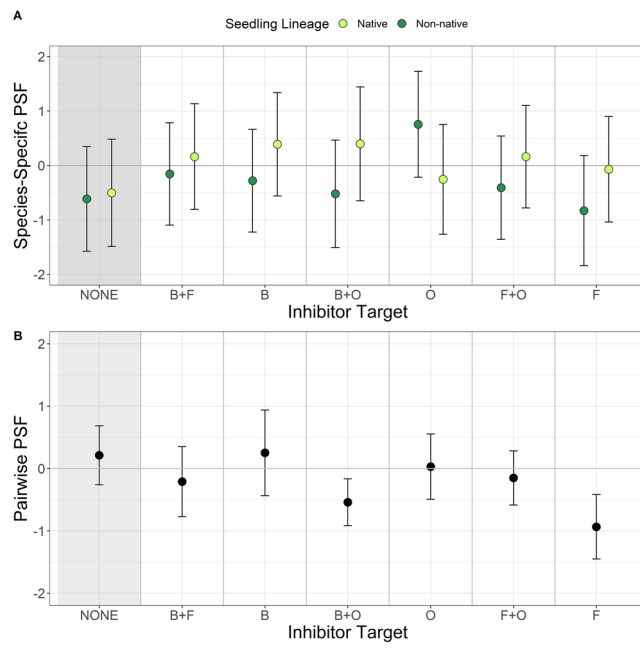 A
Seedling Lineage Native Non-native
Species-Specifc PSF
2
1
0
-1
-2
NONE B+F B B+O O F+O F
Inhibitor Target
B
Pairwise PSF
2
1
0
-1
-2
NONE B+F B B+O O F+O F
Inhibitor Target